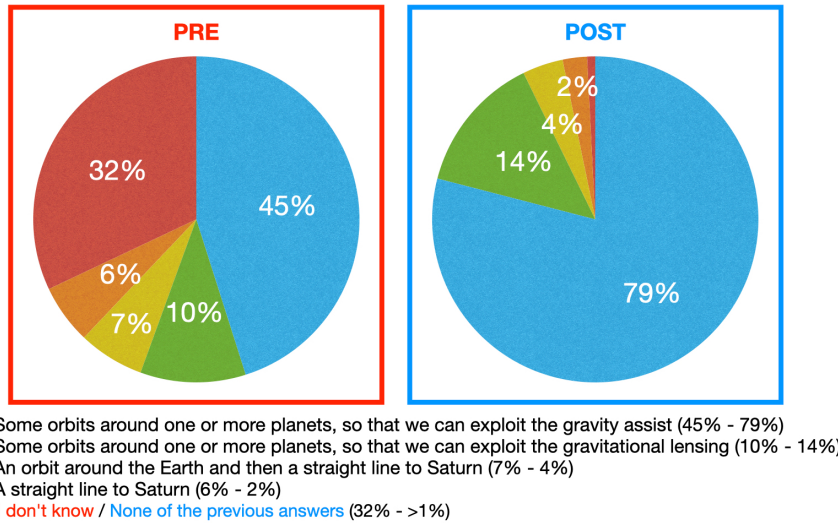 PRE
POST
32%
45%
6%
7%
10%
2%
4%
14%
79%
Some orbits around one or more planets, so that we can exploit the gravity assist (45% - 79%)
Some orbits around one or more planets, so that we can exploit the gravitational lensing (10% - 14%)
An orbit around the Earth and then a straight line to Saturn (7% - 4%)
A straight line to Saturn (6% - 2%)
don't know / None of the previous answers (32% - >1%)